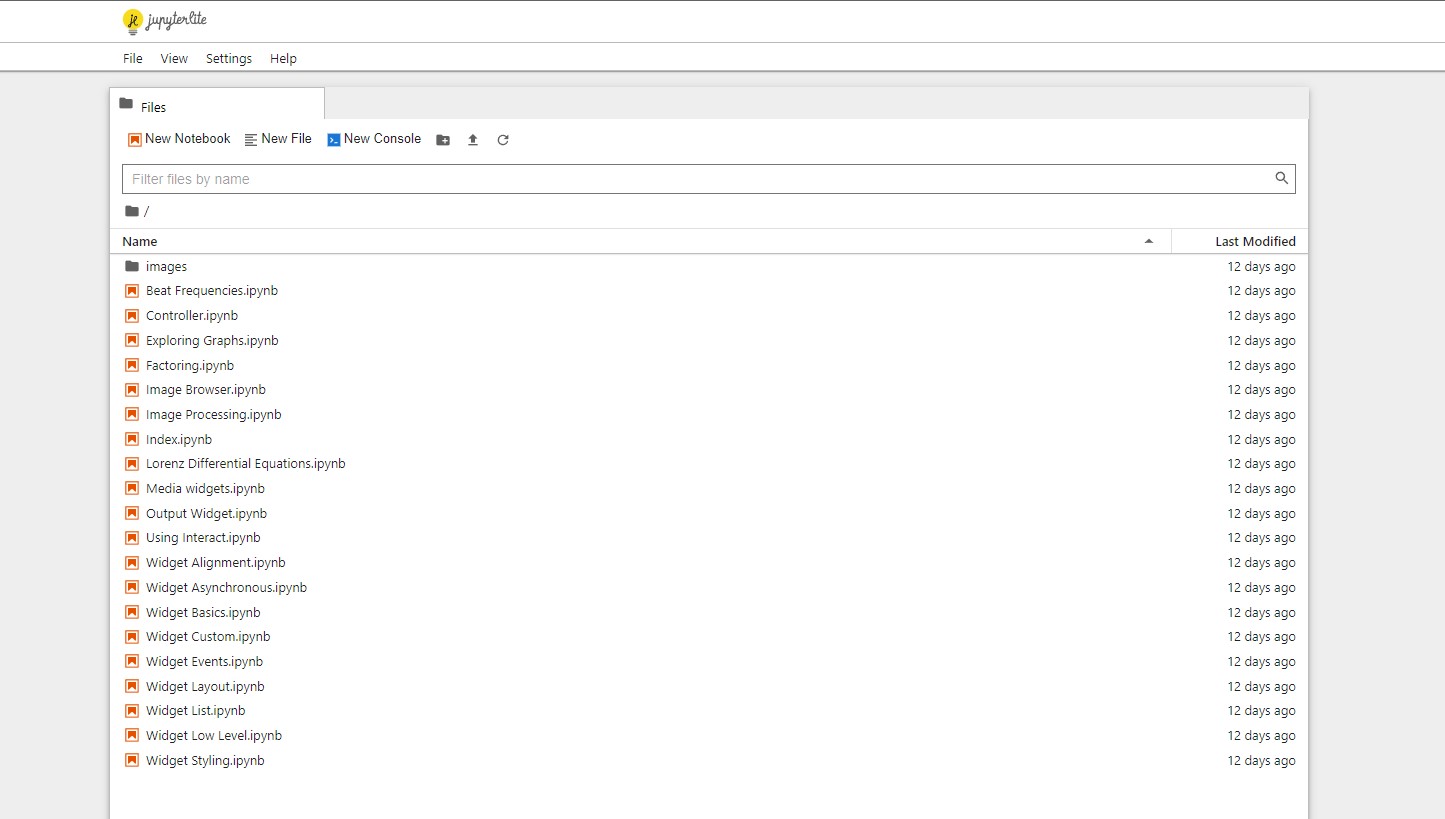 jupyterlite
File View Settings Help
Files
New Notebook New File New Console
Filter files by name
/
Name Last Modified
images 12 days ago
Beat Frequencies.ipynb 12 days ago
Controller.ipynb 12 days ago
Exploring Graphs.ipynb 12 days ago
Factoring.ipynb 12 days ago
Image Browser.ipynb 12 days ago
Image Processing.ipynb 12 days ago
Index.ipynb 12 days ago
Lorenz Differential Equations.ipynb 12 days ago
Media widgets.ipynb 12 days ago
Output Widget.ipynb 12 days ago
Using Interact.ipynb 12 days ago
Widget Alignment.ipynb 12 days ago
Widget Asynchronous.ipynb 12 days ago
Widget Basics.ipynb 12 days ago
Widget Custom.ipynb 12 days ago
Widget Events.ipynb 12 days ago
Widget Layout.ipynb 12 days ago
Widget List.ipynb 12 days ago
Widget Low Level.ipynb 12 days ago
Widget Styling.ipynb 12 days ago